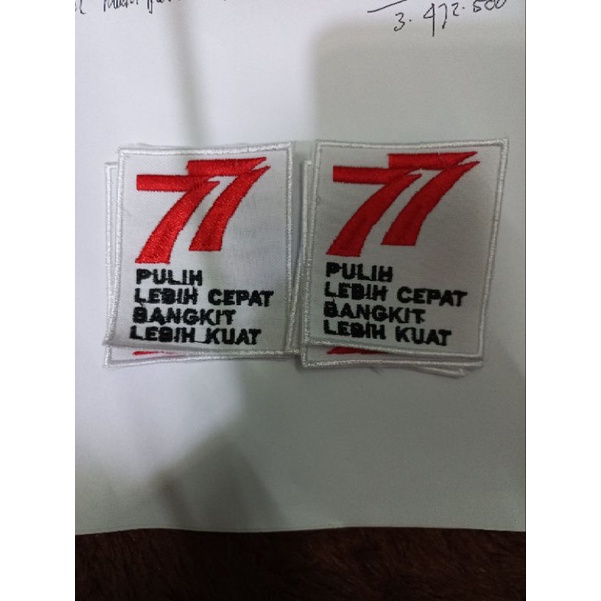 3.472.500
77
PULIH
LEBIH CEPAT
BANGKIT
LEBIH KUAT
77
PULIH
LEBIH CEPAT
BANGKIT
LEBIH KUAT